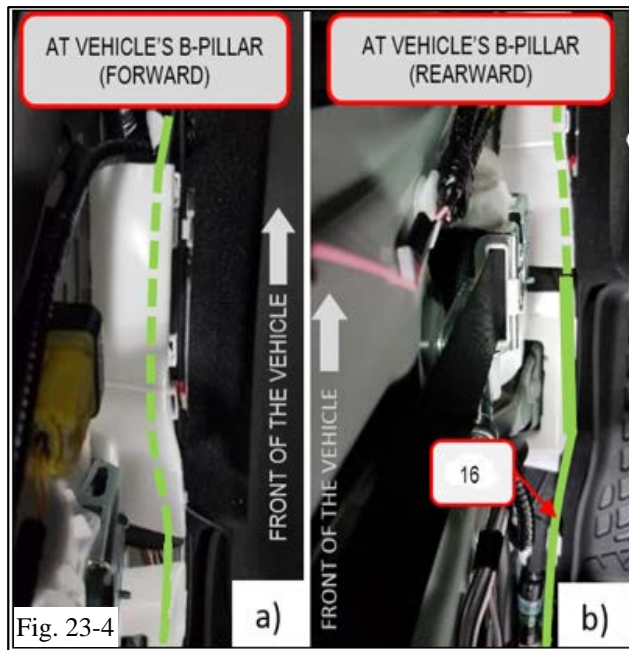 AT VEHICLE'S B-PILLAR
(FORWARD)
FRONT OF THE VEHICLE
a)
Fig. 23-4
AT VEHICLE'S B-PILLAR
(REARWARD)
FRONT OF THE VEHICLE
16
b)